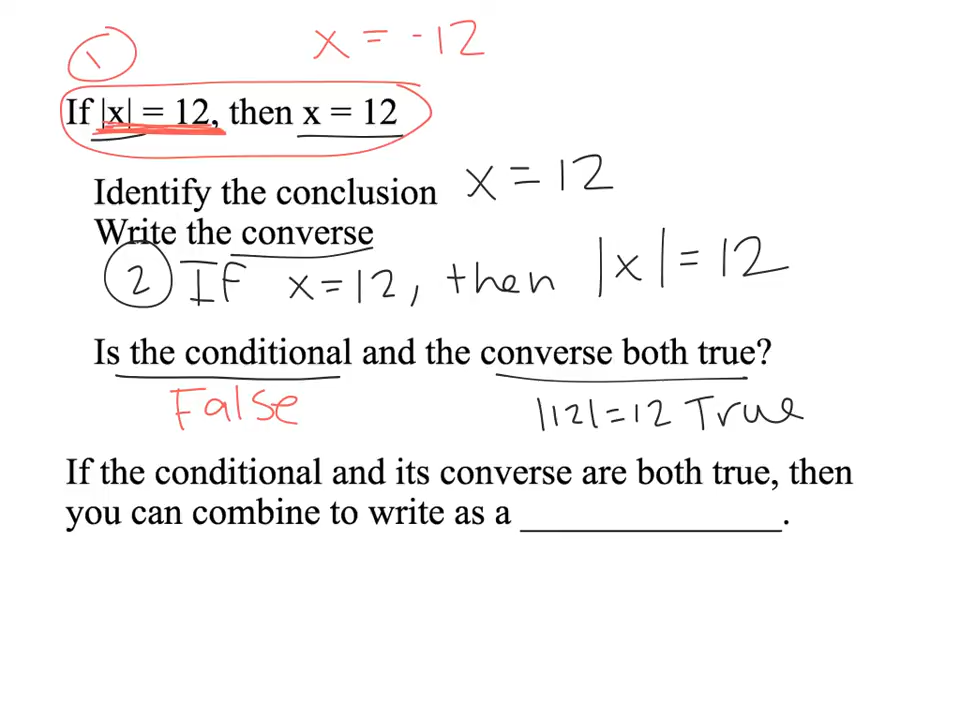 ① x = -12
If |x| = 12, then x = 12
Identify the conclusion x = 12
Write the converse
② If x = 12, then |x| = 12
Is the conditional and the converse both true?
False |12| = 12 True
If the conditional and its converse are both true, then
you can combine to write as a _______________.